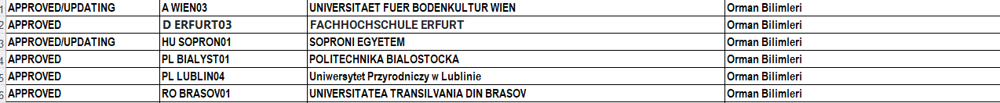 1 APPROVED/UPDATING A WIEN03 UNIVERSITAET FUER BODENKULTUR WIEN Orman Bilimleri
2 APPROVED D ERFURT03 FACHHOCHSCHULE ERFURT Orman Bilimleri
3 APPROVED/UPDATING HU SOPRON01 SOPRONI EGYETEM Orman Bilimleri
4 APPROVED PL BIALYST01 POLITECHNIKA BIALOSTOCKA Orman Bilimleri
5 APPROVED PL LUBLIN04 Uniwersytet Przyrodniczy w Lublinie Orman Bilimleri
6 APPROVED RO BRASOV01 UNIVERSITATEA TRANSILVANIA DIN BRASOV Orman Bilimleri